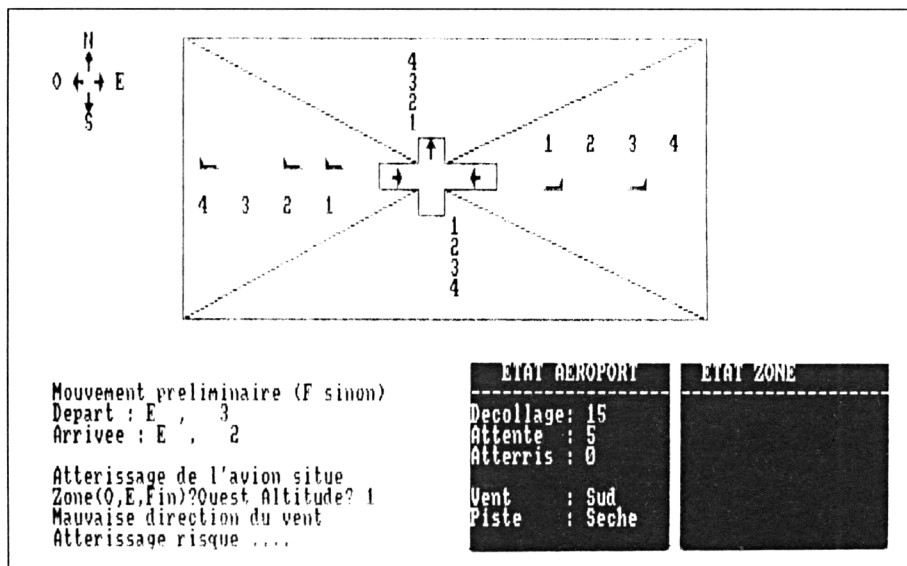 N
O E
S
4
3
2
1
1 2 3 4
4 3 2 1
1
2
3
4
Mouvement preliminaire (F sinon)
Depart : E , 3
Arrivee : E , 2
Atterissage de l'avion situe
Zone(O,E,Fin)?Ouest Altitude? 1
Mauvaise direction du vent
Atterissage risque ....
ETAT AEROPORT
Decollage: 15
Attente : 5
Atterris : 0
Vent : Sud
Piste : Seche
ETAT ZONE